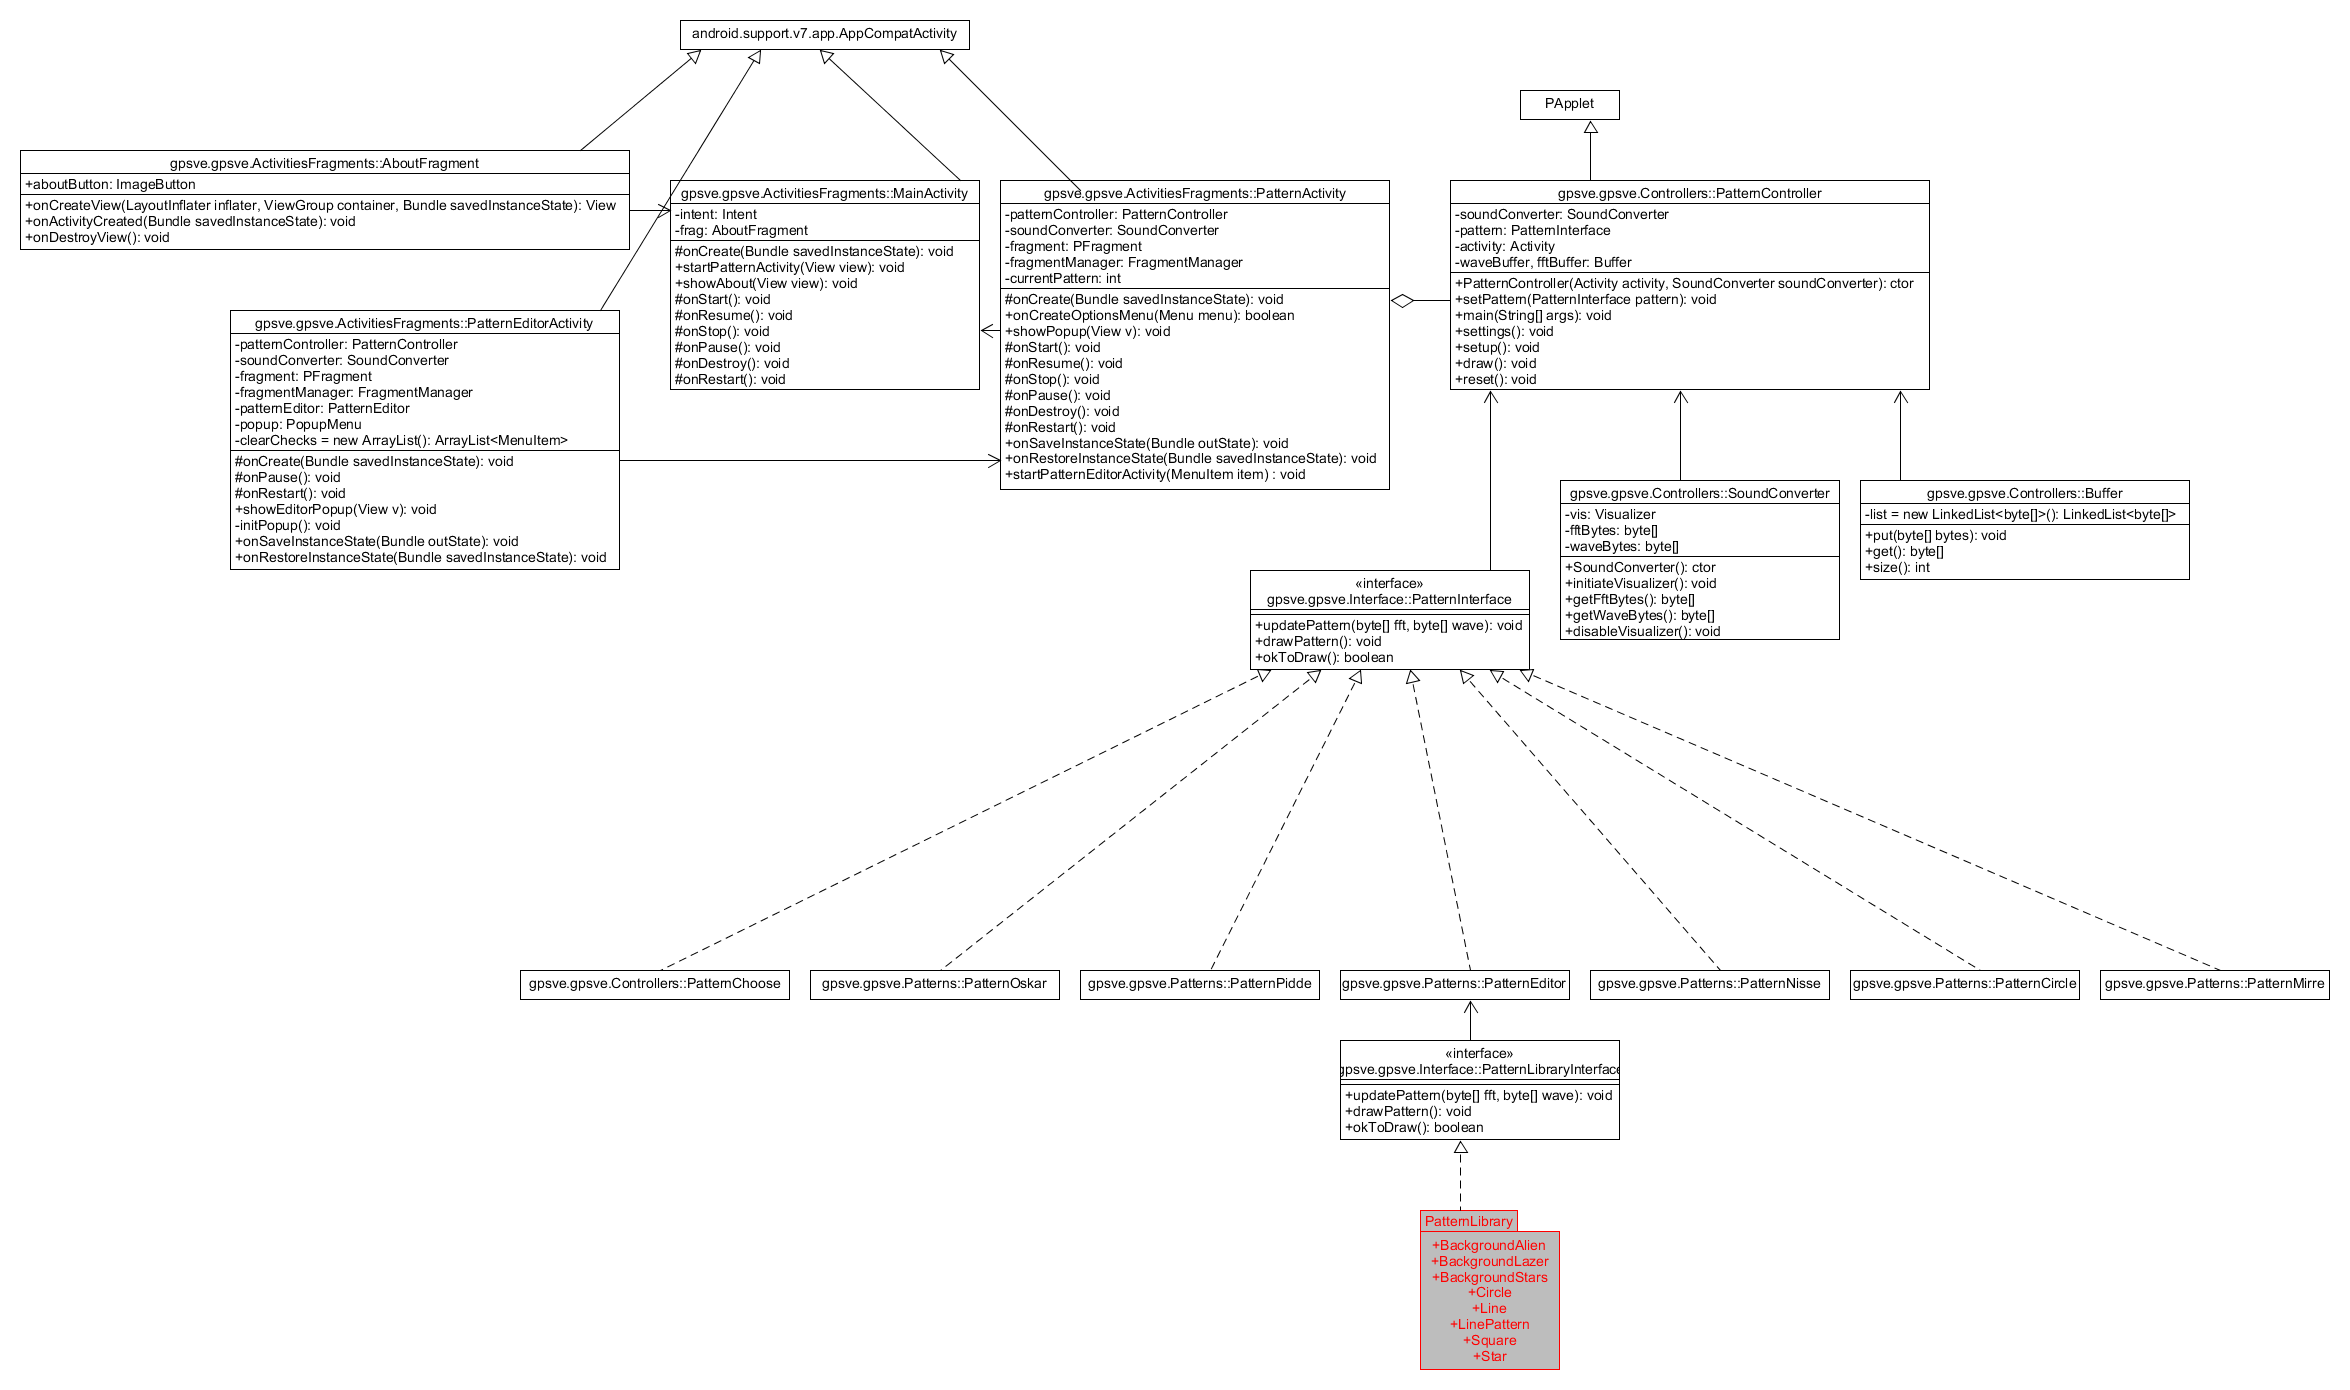 android.support.v7.app.AppCompatActivity
PApplet
gpsve.gpsve.ActivitiesFragments::AboutFragment
+aboutButton: ImageButton
+onCreateView(LayoutInflater inflater, ViewGroup container, Bundle savedInstanceState): View
+onActivityCreated(Bundle savedInstanceState): void
+onDestroyView(): void
gpsve.gpsve.ActivitiesFragments::MainActivity
-intent: Intent
-frag: AboutFragment
#onCreate(Bundle savedInstanceState): void
+startPatternActivity(View view): void
+showAbout(View view): void
#onStart(): void
#onResume(): void
#onStop(): void
#onPause(): void
#onDestroy(): void
#onRestart(): void
gpsve.gpsve.ActivitiesFragments::PatternActivity
-patternController: PatternController
-soundConverter: SoundConverter
-fragment: PFragment
-fragmentManager: FragmentManager
-currentPattern: int
#onCreate(Bundle savedInstanceState): void
+onCreateOptionsMenu(Menu menu): boolean
+showPopup(View v): void
#onStart(): void
#onResume(): void
#onStop(): void
#onPause(): void
#onDestroy(): void
#onRestart(): void
+onSaveInstanceState(Bundle outState): void
+onRestoreInstanceState(Bundle savedInstanceState): void
+startPatternEditorActivity(MenuItem item) : void
gpsve.gpsve.Controllers::PatternController
-soundConverter: SoundConverter
-pattern: PatternInterface
-activity: Activity
-waveBuffer, fftBuffer: Buffer
+PatternController(Activity activity, SoundConverter soundConverter): ctor
+setPattern(PatternInterface pattern): void
+main(String[] args): void
+settings(): void
+setup(): void
+draw(): void
+reset(): void
gpsve.gpsve.ActivitiesFragments::PatternEditorActivity
-patternController: PatternController
-soundConverter: SoundConverter
-fragment: PFragment
-fragmentManager: FragmentManager
-patternEditor: PatternEditor
-popup: PopupMenu
-clearChecks = new ArrayList(): ArrayList<MenuItem>
#onCreate(Bundle savedInstanceState): void
#onPause(): void
#onRestart(): void
+showEditorPopup(View v): void
-initPopup(): void
+onSaveInstanceState(Bundle outState): void
+onRestoreInstanceState(Bundle savedInstanceState): void
gpsve.gpsve.Controllers::SoundConverter
-vis: Visualizer
-fftBytes: byte[]
-waveBytes: byte[]
+SoundConverter(): ctor
+initiateVisualizer(): void
+getFftBytes(): byte[]
+getWaveBytes(): byte[]
+disableVisualizer(): void
gpsve.gpsve.Controllers::Buffer
-list = new LinkedList<byte[]>(): LinkedList<byte[]>
+put(byte[] bytes): void
+get(): byte[]
+size(): int
«interface»
gpsve.gpsve.Interface::PatternInterface
+updatePattern(byte[] fft, byte[] wave): void
+drawPattern(): void
+okToDraw(): boolean
gpsve.gpsve.Controllers::PatternChoose
gpsve.gpsve.Patterns::PatternOskar
gpsve.gpsve.Patterns::PatternPidde
gpsve.gpsve.Patterns::PatternEditor
gpsve.gpsve.Patterns::PatternNisse
gpsve.gpsve.Patterns::PatternCircle
gpsve.gpsve.Patterns::PatternMirre
«interface»
gpsve.gpsve.Interface::PatternLibraryInterface
+updatePattern(byte[] fft, byte[] wave): void
+drawPattern(): void
+okToDraw(): boolean
PatternLibrary
+BackgroundAlien
+BackgroundLazer
+BackgroundStars
+Circle
+Line
+LinePattern
+Square
+Star